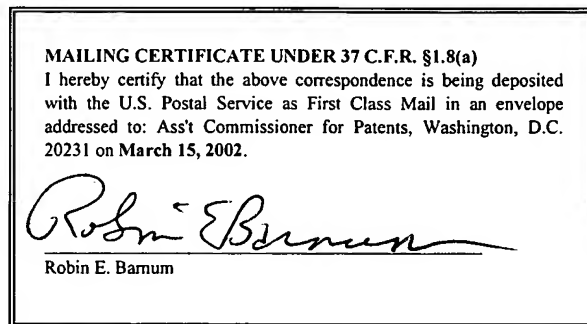 MAILING CERTIFICATE UNDER 37 C.F.R. §1.8(a)
I hereby certify that the above correspondence is being deposited
with the U.S. Postal Service as First Class Mail in an envelope
addressed to: Ass't Commissioner for Patents, Washington, D.C.
20231 on March 15, 2002.
Robin E Barnum
Robin E. Barnum